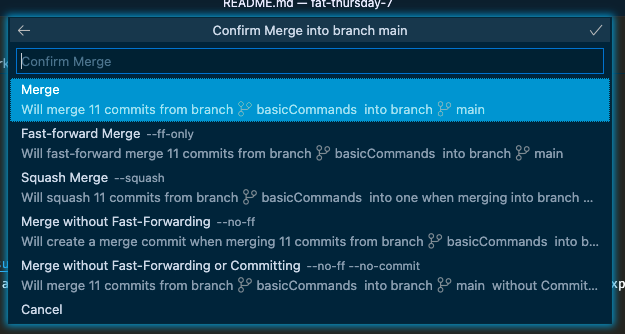 README.md — fat-thursday-7
Confirm Merge into branch main
Confirm Merge
Merge
Will merge 11 commits from branch basicCommands into branch main
Fast-forward Merge --ff-only
Will fast-forward merge 11 commits from branch basicCommands into branch main
Squash Merge --squash
Will squash 11 commits from branch basicCommands into one when merging into branch ...
Merge without Fast-Forwarding --no-ff
Will create a merge commit when merging 11 commits from branch basicCommands into b...
Merge without Fast-Forwarding or Committing --no-ff --no-commit
Will merge 11 commits from branch basicCommands into branch main without Commit...
Cancel